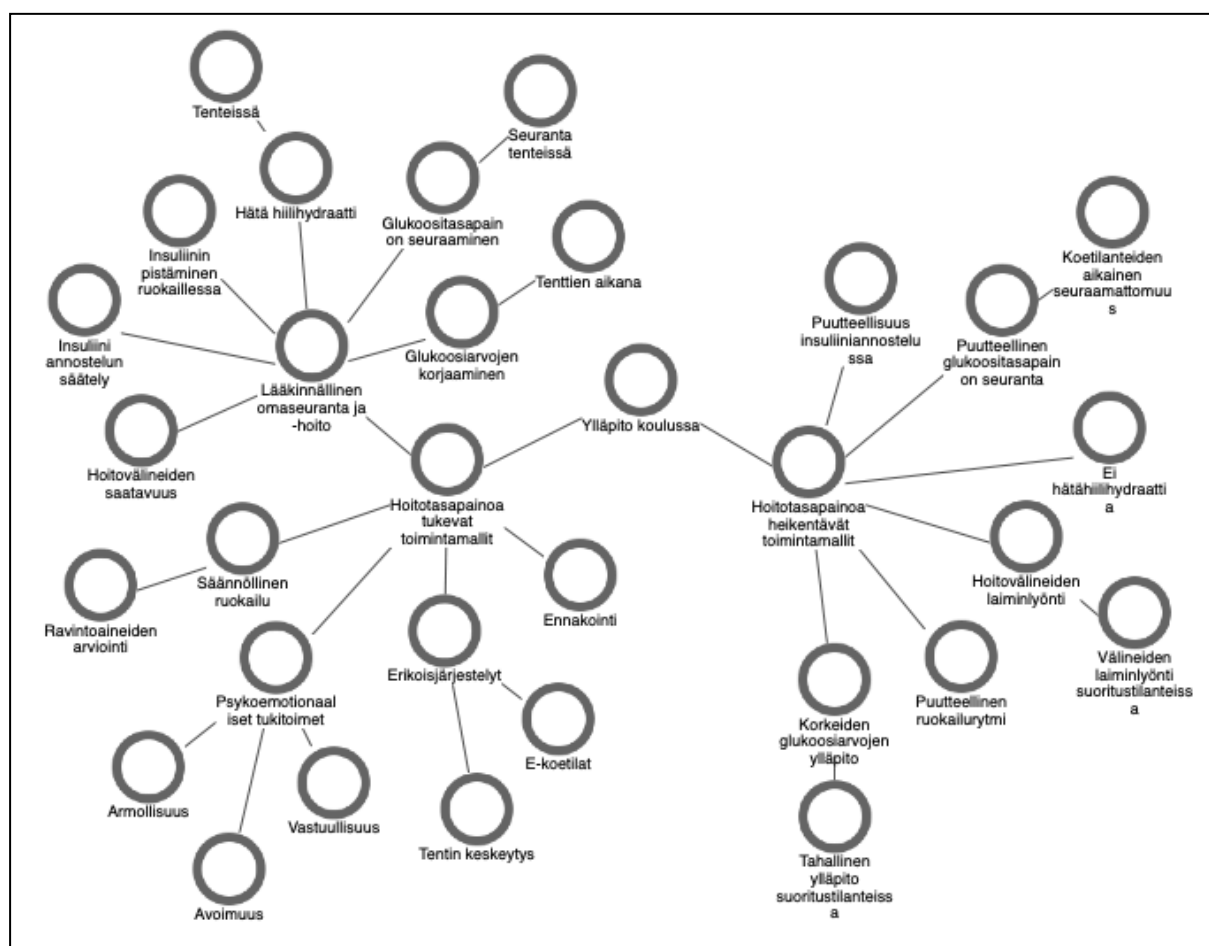 Tenteissä
Seuranta
tenteissä
Hätä hiilihydraatti
Glukoositasapain
on seuraaminen
Insuliinin
pistäminen
ruokaillessa
Tenttien aikana
Koetilanteiden
aikainen
seuraamattomuu
s
Insuliini
annostelun
säätely
Lääkinnällinen
omaseuranta ja
-hoito
Glukoosiarvojen
korjaaminen
Puutteellisuus
insuliiniannostelu
ssa
Puutteellinen
glukoositasapain
on seuranta
Ylläpito koulussa
Hoitovälineiden
saatavuus
Hoitotasapainoa
tukevat
toimintamallit
Hoitotasapainoa
heikentävät
toimintamallit
Ei
hätähiilihydraatti
a
Säännöllinen
ruokailu
Ravintoaineiden
arviointi
Ennakointi
Hoitovälineiden
laiminlyönti
Psykoemotionaal
iset tukitoimet
Erikoisjärjestelyt
Välineiden
laiminlyönti
suoritustilanteiss
a
Korkeiden
glukoosiarvojen
ylläpito
Puutteellinen
ruokailurytmi
E-koetilat
Armollisuus
Vastuullisuus
Tentin keskeytys
Avoimuus
Tahallinen
ylläpito
suoritustilanteiss
a